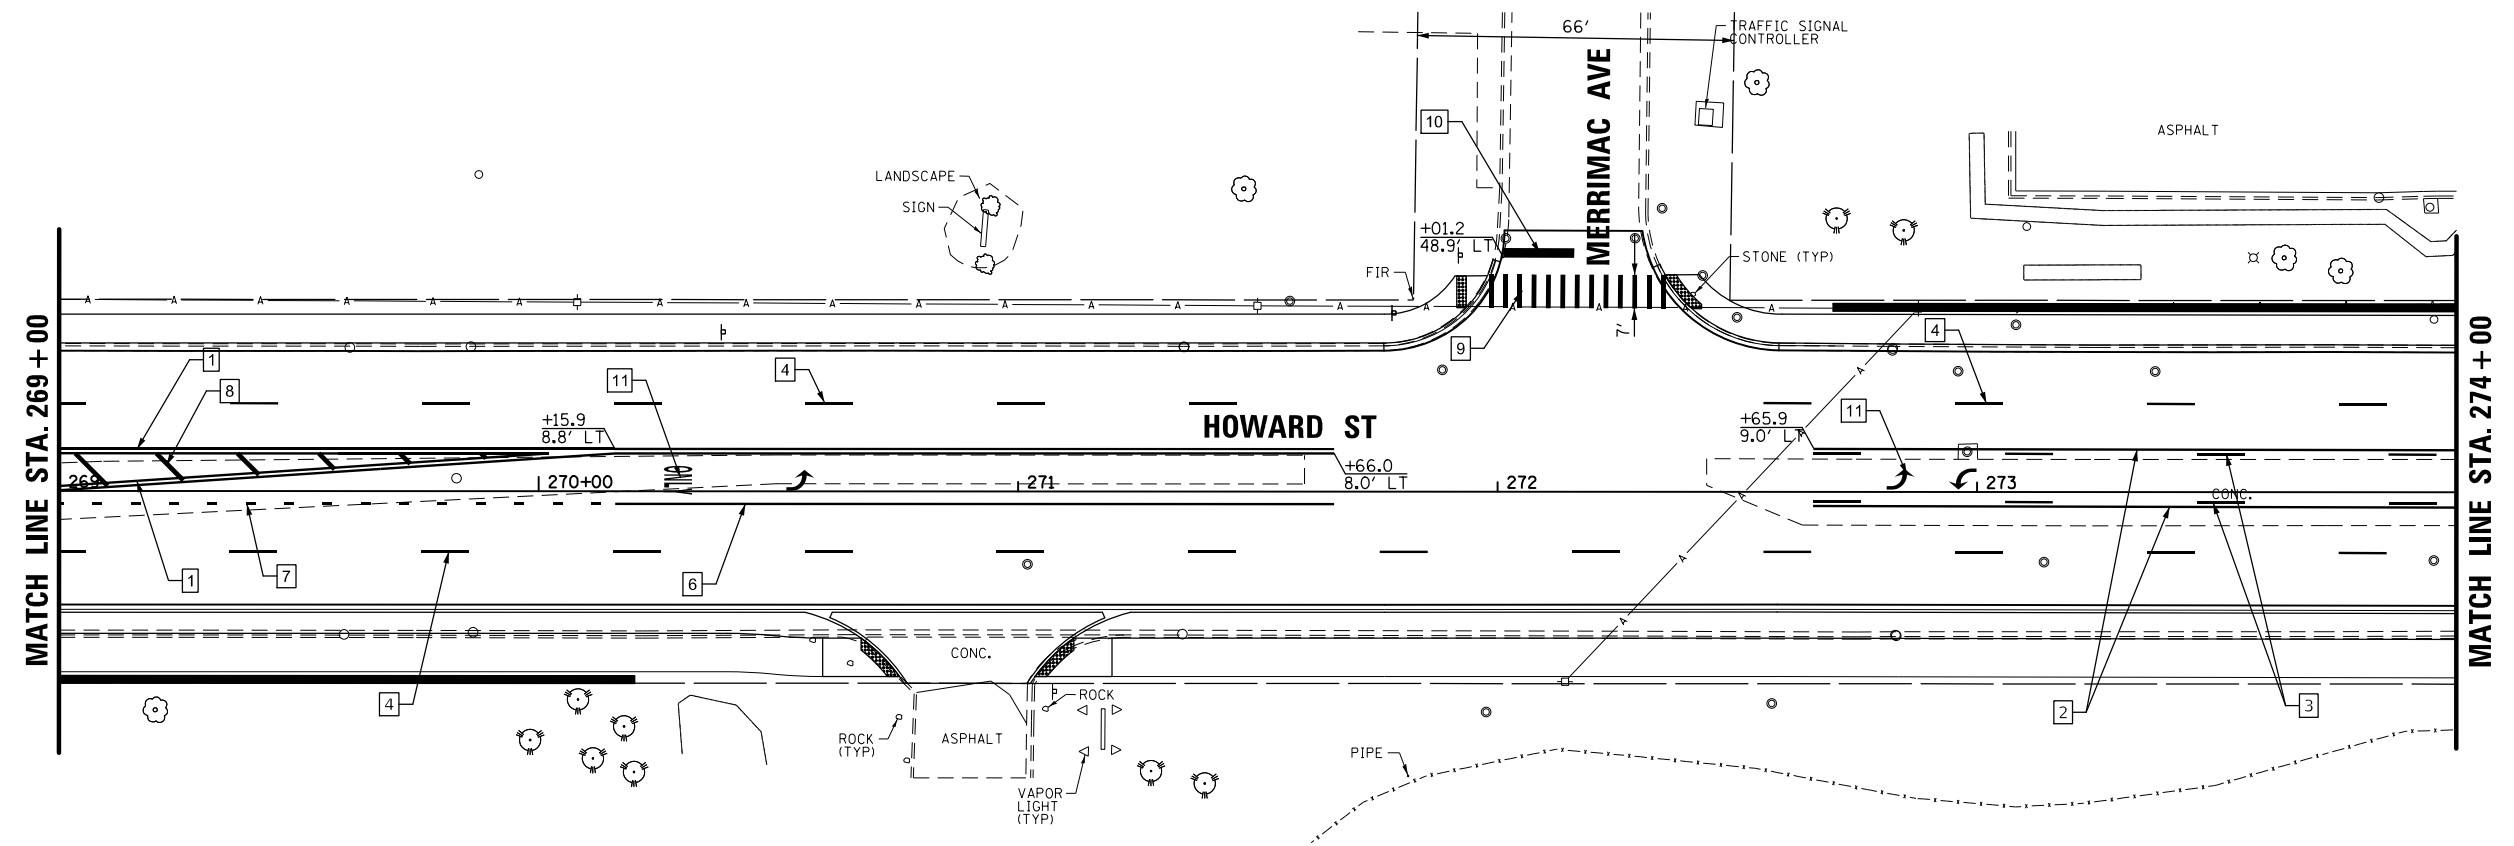 66'
TRAFFIC SIGNAL
CONTROLLER
MERRIMAC AVE
10
ASPHALT
LANDSCAPE
SIGN
+01.2
48.9' LT
FIR
STONE (TYP)
A A A A A A A A A A A A A A A A A A A A
7'
9
4
1
8
11
4
+15.9
8.8' LT
HOWARD ST
+65.9
9.0' LT
11
A
A
A
A
A
+66.0
8.0' LT
269
270+00
271
272
273
CONC.
MATCH LINE STA. 269+00
MATCH LINE STA. 274+00
1
7
6
4
2
3
CONC.
ASPHALT
ROCK
ROCK
(TYP)
VAPOR
LIGHT
(TYP)
PIPE